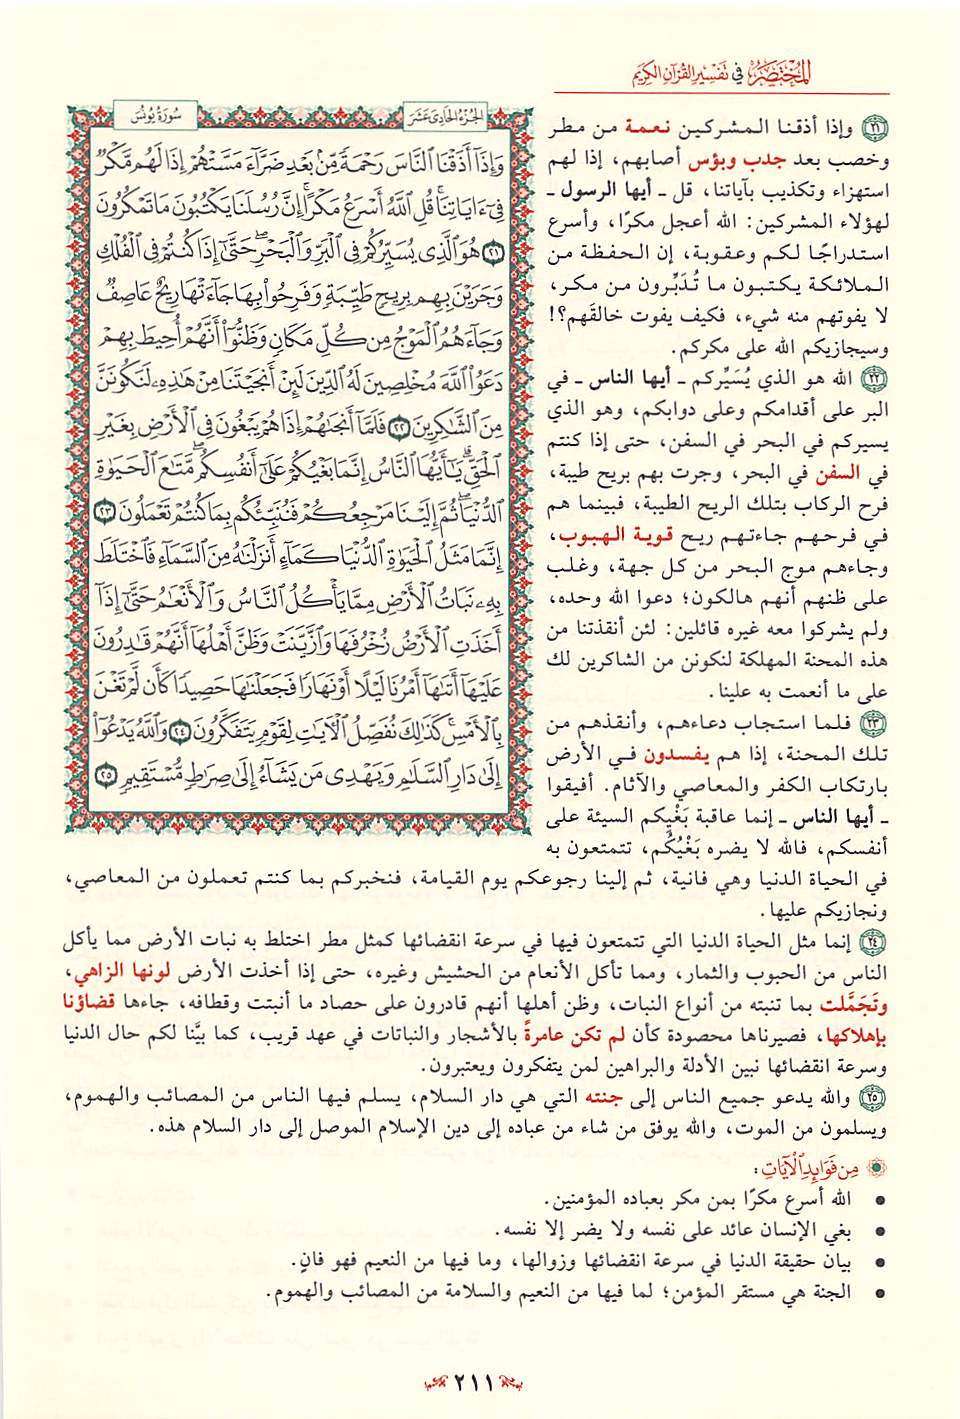 المختصر في تفسير القرآن الكريم
الجزء الحادي عشر
سورة يونس
وَإِذَآ أَذَقْنَا ٱلنَّاسَ رَحْمَةً مِّنۢ بَعْدِ ضَرَّآءَ مَسَّتْهُمْ إِذَا لَهُم مَّكْرٌ
فِىٓ ءَايَاتِنَا ۚ قُلِ ٱللَّهُ أَسْرَعُ مَكْرًا ۚ إِنَّ رُسُلَنَا يَكْتُبُونَ مَا تَمْكُرُونَ
٢١ هُوَ ٱلَّذِى يُسَيِّرُكُمْ فِى ٱلْبَرِّ وَٱلْبَحْرِ ۖ حَتَّىٰٓ إِذَا كُنتُمْ فِى ٱلْفُلْكِ
وَجَرَيْنَ بِهِم بِرِيحٍ طَيِّبَةٍ وَفَرِحُوا۟ بِهَا جَآءَتْهَا رِيحٌ عَاصِفٌ
وَجَآءَهُمُ ٱلْمَوْجُ مِن كُلِّ مَكَانٍ وَظَنُّوٓا۟ أَنَّهُمْ أُحِيطَ بِهِمْ ۙ
دَعَوُا۟ ٱللَّهَ مُخْلِصِينَ لَهُ ٱلدِّينَ لَئِنْ أَنجَيْتَنَا مِنْ هَٰذِهِۦ لَنَكُونَنَّ
مِنَ ٱلشَّٰكِرِينَ ٢٢ فَلَمَّآ أَنجَىٰهُمْ إِذَا هُمْ يَبْغُونَ فِى ٱلْأَرْضِ بِغَيْرِ
ٱلْحَقِّ ۗ يَٰٓأَيُّهَا ٱلنَّاسُ إِنَّمَا بَغْيُكُمْ عَلَىٰٓ أَنفُسِكُم ۖ مَّتَٰعَ ٱلْحَيَوٰةِ
ٱلدُّنْيَا ۖ ثُمَّ إِلَيْنَا مَرْجِعُكُمْ فَنُنَبِّئُكُم بِمَا كُنتُمْ تَعْمَلُونَ ٢٣
إِنَّمَا مَثَلُ ٱلْحَيَوٰةِ ٱلدُّنْيَا كَمَآءٍ أَنزَلْنَٰهُ مِنَ ٱلسَّمَآءِ فَٱخْتَلَطَ
بِهِۦ نَبَاتُ ٱلْأَرْضِ مِمَّا يَأْكُلُ ٱلنَّاسُ وَٱلْأَنْعَٰمُ حَتَّىٰٓ إِذَآ
أَخَذَتِ ٱلْأَرْضُ زُخْرُفَهَا وَٱزَّيَّنَتْ وَظَنَّ أَهْلُهَآ أَنَّهُمْ قَٰدِرُونَ
عَلَيْهَآ أَتَىٰهَآ أَمْرُنَا لَيْلًا أَوْ نَهَارًا فَجَعَلْنَٰهَا حَصِيدًا كَأَن لَّمْ تَغْنَ
بِٱلْأَمْسِ ۚ كَذَٰلِكَ نُفَصِّلُ ٱلْءَايَٰتِ لِقَوْمٍ يَتَفَكَّرُونَ ٢٤ وَٱللَّهُ يَدْعُوٓا۟
إِلَىٰ دَارِ ٱلسَّلَٰمِ وَيَهْدِى مَن يَشَآءُ إِلَىٰ صِرَٰطٍ مُّسْتَقِيمٍ ٢٥
٢١ وإذا أذقنا المشركين نعمة من مطر
وخصب بعد جدب وبؤس أصابهم، إذا لهم
استهزاء وتكذيب بآياتنا، قل ـ أيها الرسول ـ
لهؤلاء المشركين: الله أعجل مكرًا، وأسرع
استدراجًا لكم وعقوبة، إن الحفظة من
الملائكة يكتبون ما تُدَبِّرون من مكر،
لا يفوتهم منه شيء، فكيف يفوت خالقَهم؟!
وسيجازيكم الله على مكركم.
٢٢ الله هو الذي يُسَيِّركم ـ أيها الناس ـ في
البر على أقدامكم وعلى دوابكم، وهو الذي
يسيركم في البحر في السفن، حتى إذا كنتم
في السفن في البحر، وجرت بهم بريح طيبة،
فرح الركاب بتلك الريح الطيبة، فبينما هم
في فرحهم جاءتهم ريح قوية الهبوب،
وجاءهم موج البحر من كل جهة، وغلب
على ظنهم أنهم هالكون؛ دعوا الله وحده،
ولم يشركوا معه غيره قائلين: لئن أنقذتنا من
هذه المحنة المهلكة لنكونن من الشاكرين لك
على ما أنعمت به علينا.
٢٣ فلما استجاب دعاءهم، وأنقذهم من
تلك المحنة، إذا هم يفسدون في الأرض
بارتكاب الكفر والمعاصي والآثام. أفيقوا
ـ أيها الناس ـ إنما عاقبة بَغْيِكم السيئة على
أنفسكم، فالله لا يضره بَغْيُكُم، تتمتعون به
في الحياة الدنيا وهي فانية، ثم إلينا رجوعكم يوم القيامة، فنخبركم بما كنتم تعملون من المعاصي،
ونجازيكم عليها.
٢٤ إنما مثل الحياة الدنيا التي تتمتعون فيها في سرعة انقضائها كمثل مطر اختلط به نبات الأرض مما يأكل
الناس من الحبوب والثمار، ومما تأكل الأنعام من الحشيش وغيره، حتى إذا أخذت الأرض لونها الزاهي،
وتَجَمَّلت بما تنبته من أنواع النبات، وظن أهلها أنهم قادرون على حصاد ما أنبتت وقطافه، جاءها قضاؤنا
بإهلاكها، فصيرناها محصودة كأن لم تكن عامرةً بالأشجار والنباتات في عهد قريب، كما بيَّنا لكم حال الدنيا
وسرعة انقضائها نبين الأدلة والبراهين لمن يتفكرون ويعتبرون.
٢٥ والله يدعو جميع الناس إلى جنته التي هي دار السلام، يسلم فيها الناس من المصائب والهموم،
ويسلمون من الموت، والله يوفق من شاء من عباده إلى دين الإسلام الموصل إلى دار السلام هذه.
من فوائد الآيات:
• الله أسرع مكرًا بمن مكر بعباده المؤمنين.
• بغي الإنسان عائد على نفسه ولا يضر إلا نفسه.
• بيان حقيقة الدنيا في سرعة انقضائها وزوالها، وما فيها من النعيم فهو فانٍ.
• الجنة هي مستقر المؤمن؛ لما فيها من النعيم والسلامة من المصائب والهموم.
٢١١